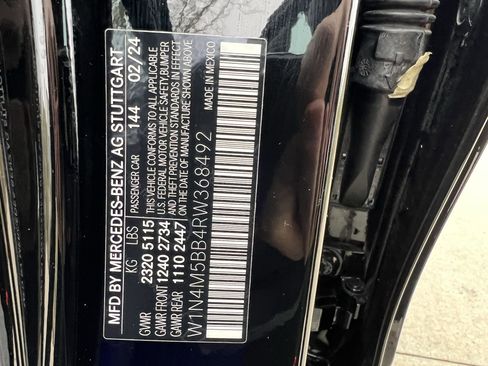 MFD BY MERCEDES-BENZ AG STUTTGART
PASSENGER CAR 144 02/24
KG LBS
GVWR 2320 5115
GAWR FRONT 1240 2734
GAWR REAR 1110 2447
THIS VEHICLE CONFORMS TO ALL APPLICABLE
U.S. FEDERAL MOTOR VEHICLE SAFETY,BUMPER
AND THEFT PREVENTION STANDARDS IN EFFECT
ON THE DATE OF MANUFACTURE SHOWN ABOVE
W1N4M5BB4RW368492
MADE IN MEXICO